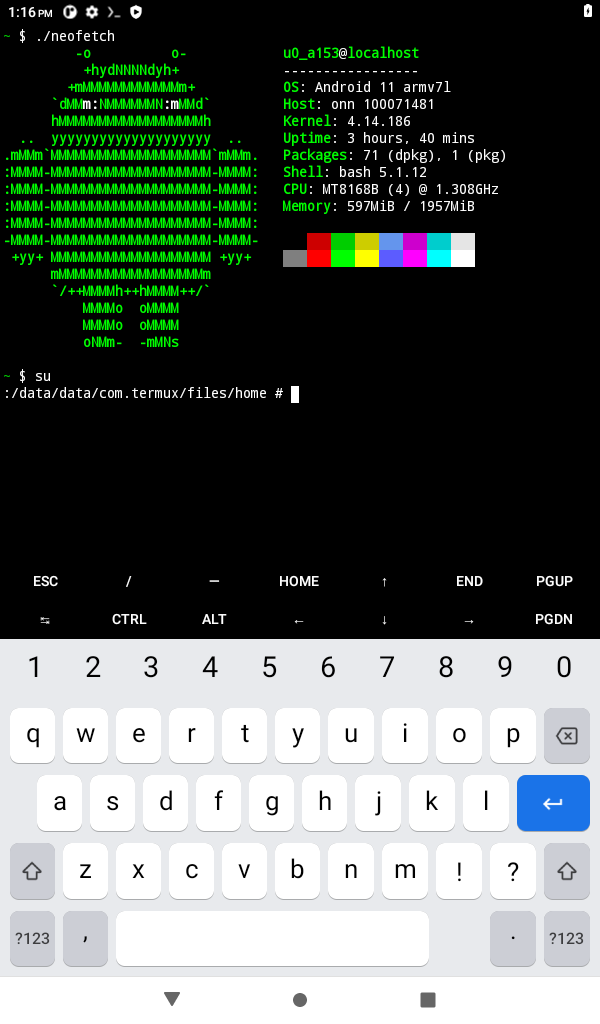 1:16 PM
~ $ ./neofetch
-o          o-
+hydNNNNdyh+
+mMMMMMMMMMMMMm+
`dMMm:NMMMMMMN:mMMd`
hMMMMMMMMMMMMMMMMMMh
..  yyyyyyyyyyyyyyyyyyyy  ..
.mMMm`MMMMMMMMMMMMMMMMMMMM`mMMm.
:MMMM-MMMMMMMMMMMMMMMMMMMM-MMMM:
:MMMM-MMMMMMMMMMMMMMMMMMMM-MMMM:
:MMMM-MMMMMMMMMMMMMMMMMMMM-MMMM:
:MMMM-MMMMMMMMMMMMMMMMMMMM-MMMM:
-MMMM-MMMMMMMMMMMMMMMMMMMM-MMMM-
+yy+ MMMMMMMMMMMMMMMMMMMM +yy+
mMMMMMMMMMMMMMMMMMMm
`/++MMMMh++hMMMM++/`
MMMMo  oMMMM
MMMMo  oMMMM
oNMm-  -mMNs
u0_a153@localhost
-----------------
OS: Android 11 armv7l
Host: onn 100071481
Kernel: 4.14.186
Uptime: 3 hours, 40 mins
Packages: 71 (dpkg), 1 (pkg)
Shell: bash 5.1.12
CPU: MT8168B (4) @ 1.308GHz
Memory: 597MiB / 1957MiB
~ $ su
:/data/data/com.termux/files/home #
ESC / — HOME ↑ END PGUP
↹ CTRL ALT ← ↓ → PGDN
1 2 3 4 5 6 7 8 9 0
q w e r t y u i o p
a s d f g h j k l
z x c v b n m ! ?
?123 , . ?123